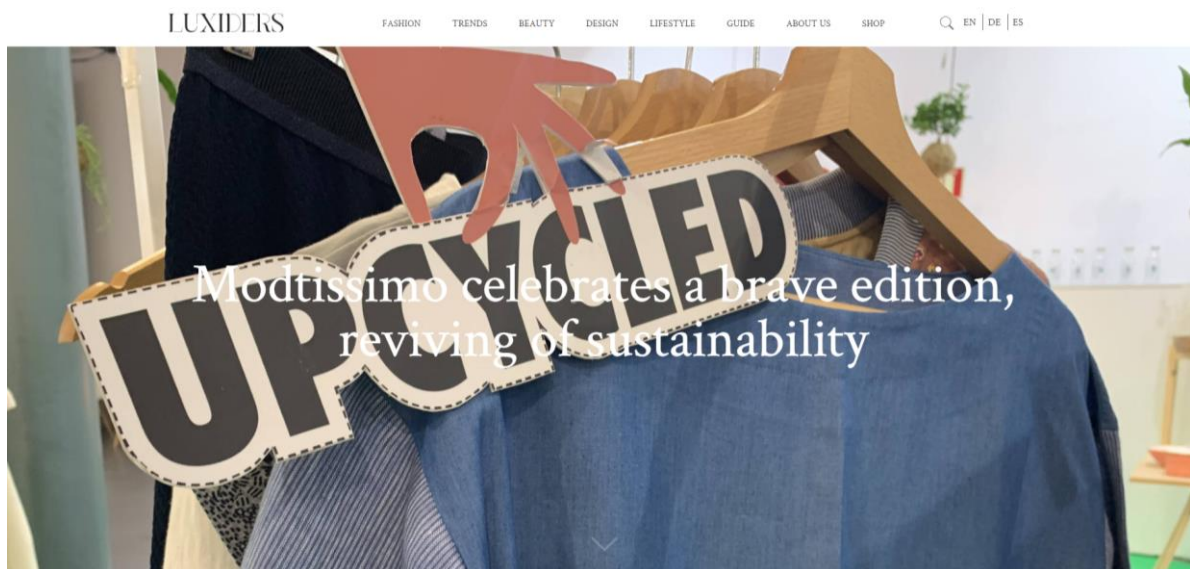 LUXIDERS
FASHION TRENDS BEAUTY DESIGN LIFESTYLE GUIDE ABOUT US SHOP
EN | DE | ES
UPCYCLED
Modtissimo celebrates a brave edition,
reviving of sustainability